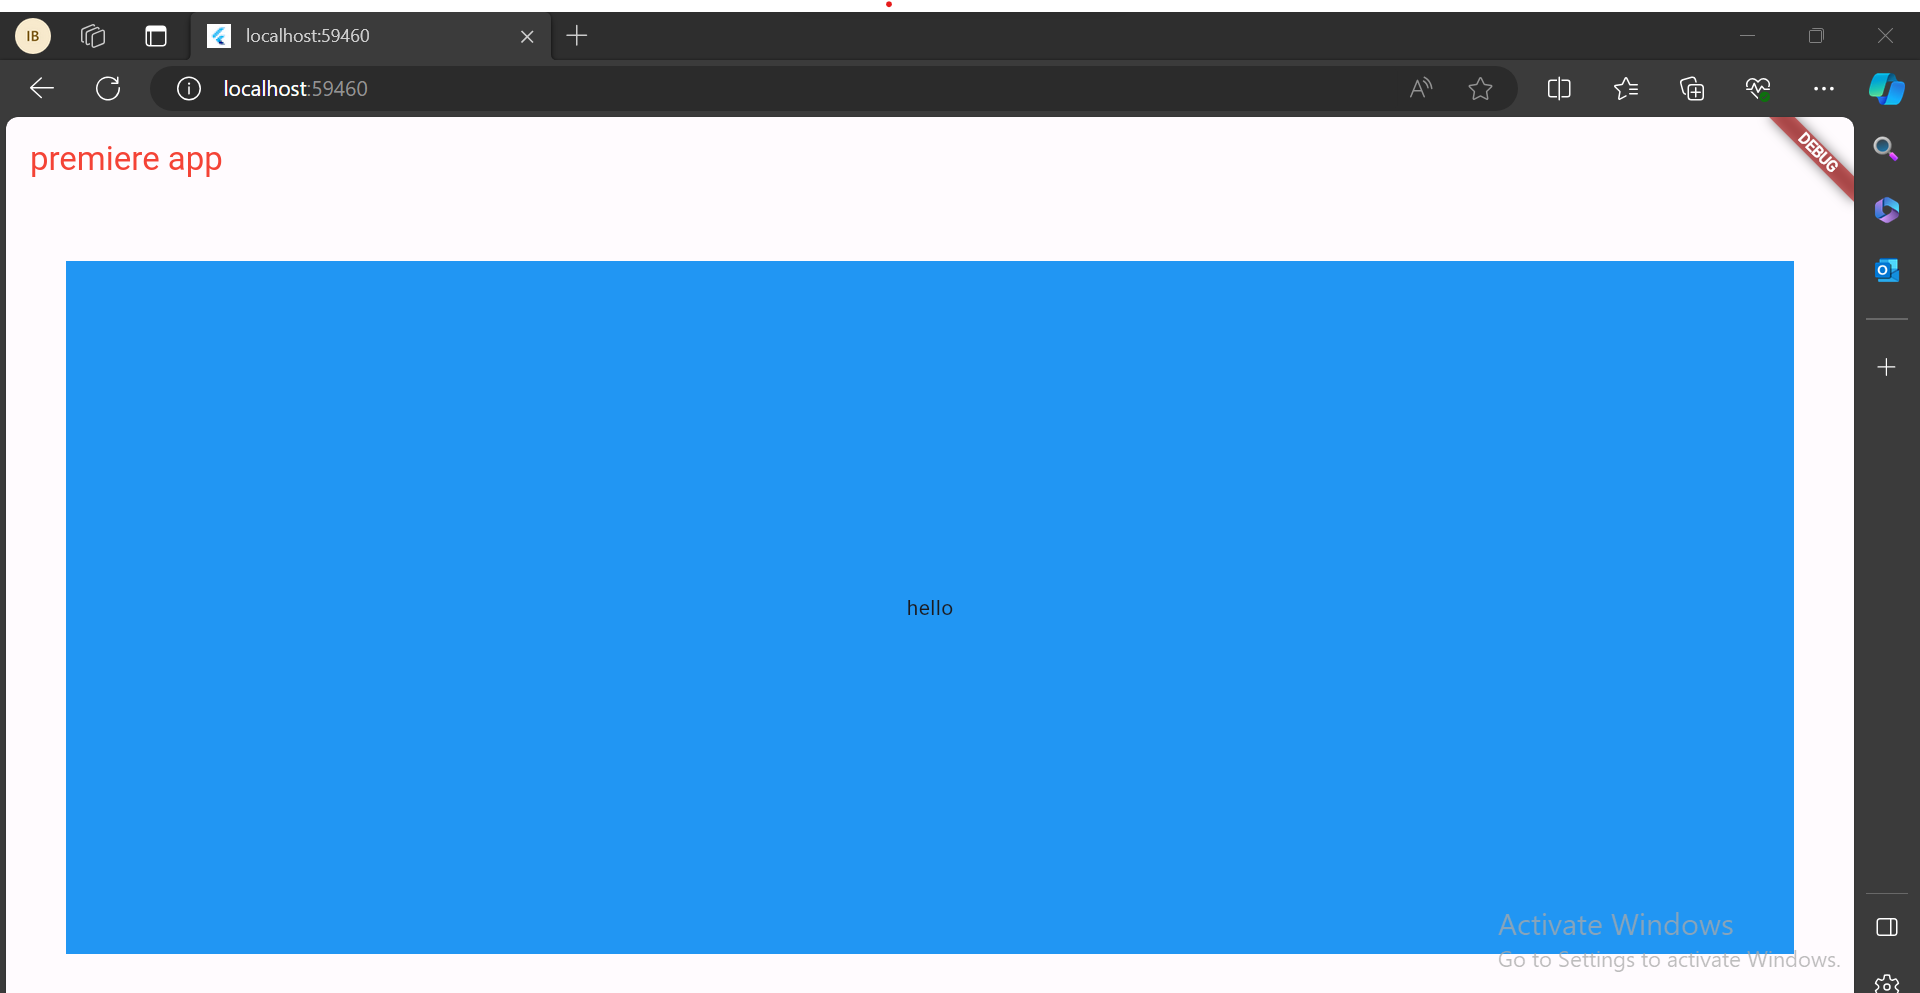 IB
localhost:59460
localhost:59460
premiere app
DEBUG
hello
Activate Windows
Go to Settings to activate Windows.